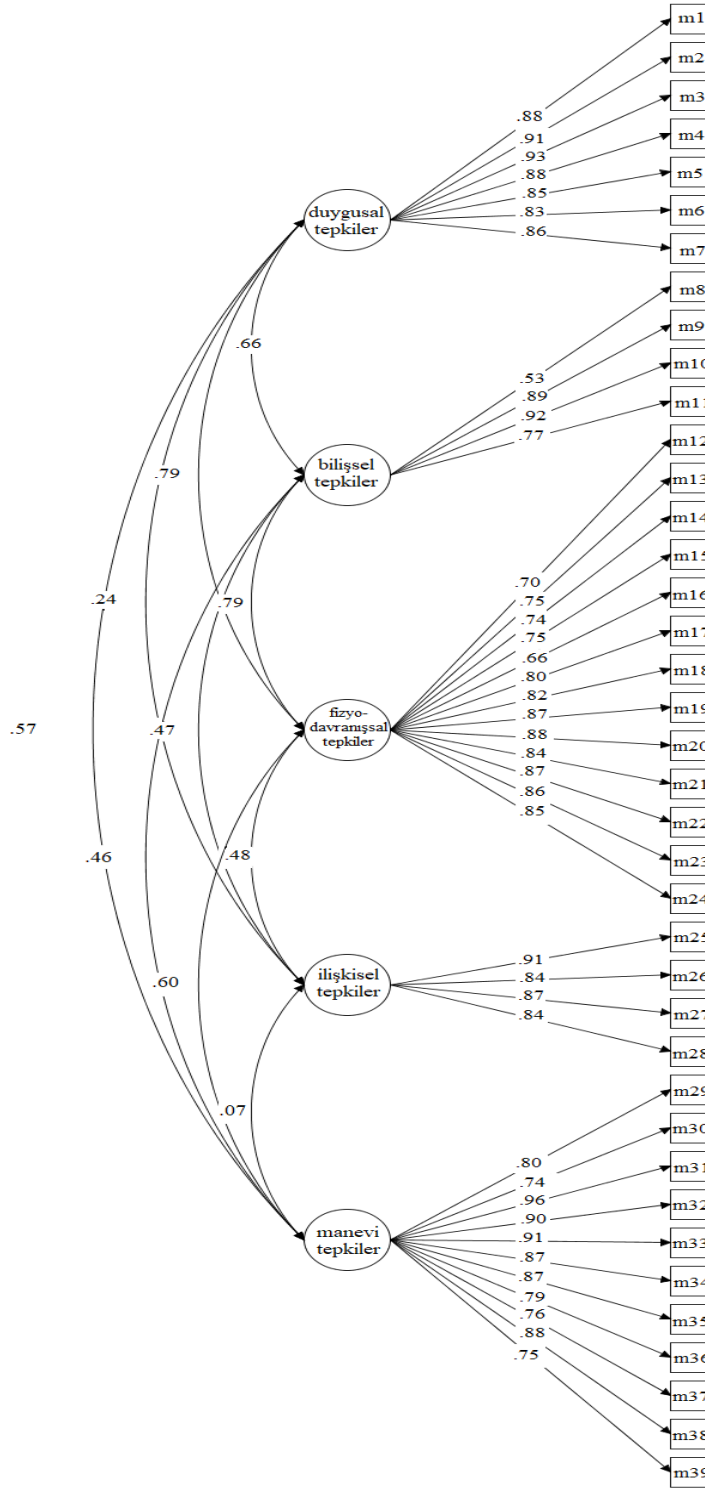 m1
m2
m3
m4
m5
m6
m7
.88
.91
.93
.88
.85
.83
.86
duygusal
tepkiler
m8
m9
m10
m11
.53
.89
.92
.77
.66
bilişsel
tepkiler
.79
.24
.79
.57
.47
.46
.48
.60
.07
m12
m13
m14
m15
m16
m17
m18
m19
m20
m21
m22
m23
m24
.70
.75
.74
.75
.66
.80
.82
.87
.88
.84
.87
.86
.85
fizyo-
davranışsal
tepkiler
m25
m26
m27
m28
.91
.84
.87
.84
ilişkisel
tepkiler
m29
m30
m31
m32
m33
m34
m35
m36
m37
m38
m39
.80
.74
.96
.90
.91
.87
.87
.79
.76
.88
.75
manevi
tepkiler